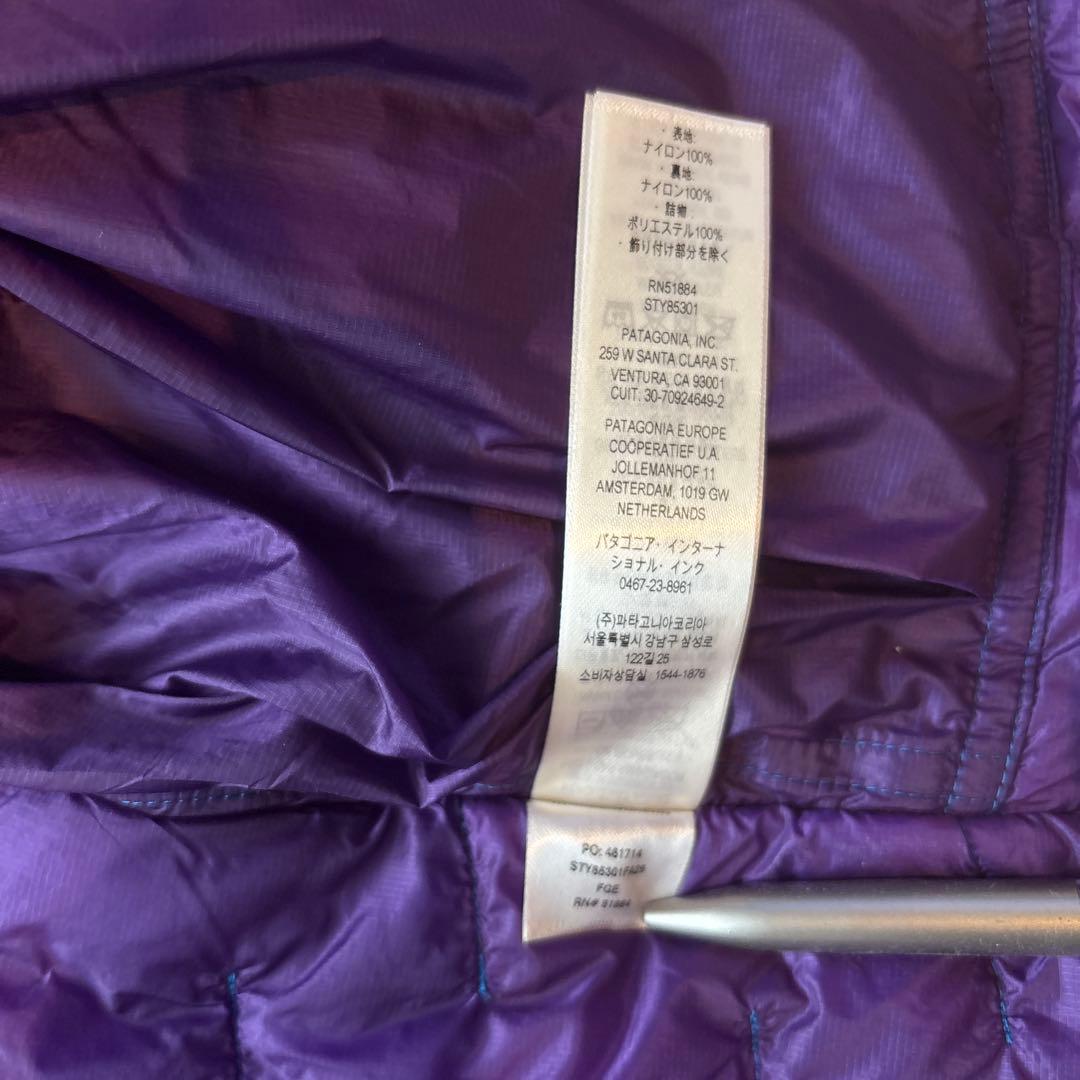 ・表地:
ナイロン100%
・裏地:
ナイロン100%
・詰物:
ポリエステル100%
・飾り付け部分を除く
RN51884
STY85301
PATAGONIA, INC.
259 W SANTA CLARA ST.
VENTURA, CA 93001
CUIT. 30-70924649-2
PATAGONIA EUROPE
COÖPERATIEF U.A.
JOLLEMANHOF 11
AMSTERDAM, 1019 GW
NETHERLANDS
パタゴニア・インターナ
ショナル・インク
0467-23-8961
(주)파타고니아코리아
서울특별시 강남구 삼성로
122길 25
소비자상담실 1544-1876
PO: 481714
STY85301FA25
FGE
RN# 51884